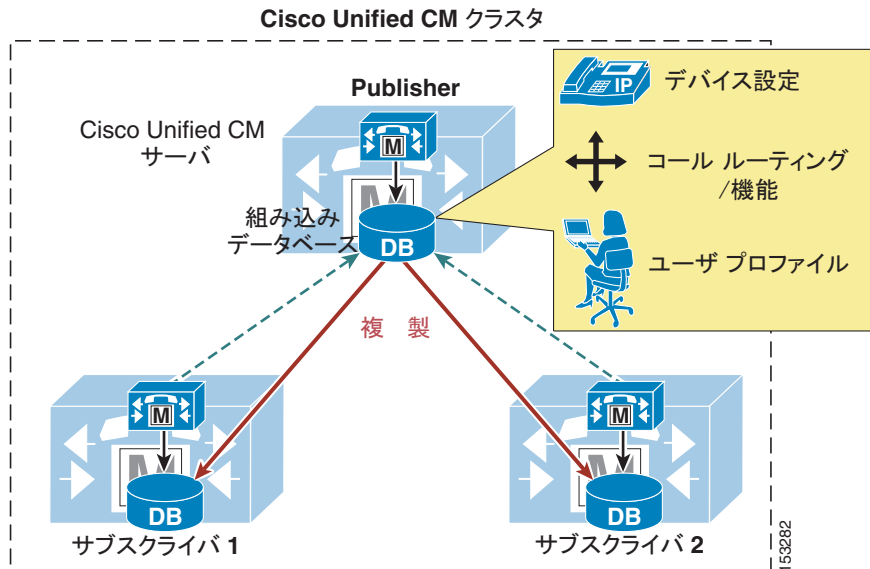 Cisco Unified CM クラスタ
Publisher
Cisco Unified CM
サーバ
M
組み込み
データベース
DB
IP
デバイス設定
コール ルーティング
/機能
ユーザ プロファイル
複 製
M
DB
サブスクライバ 1
M
DB
サブスクライバ 2
153282